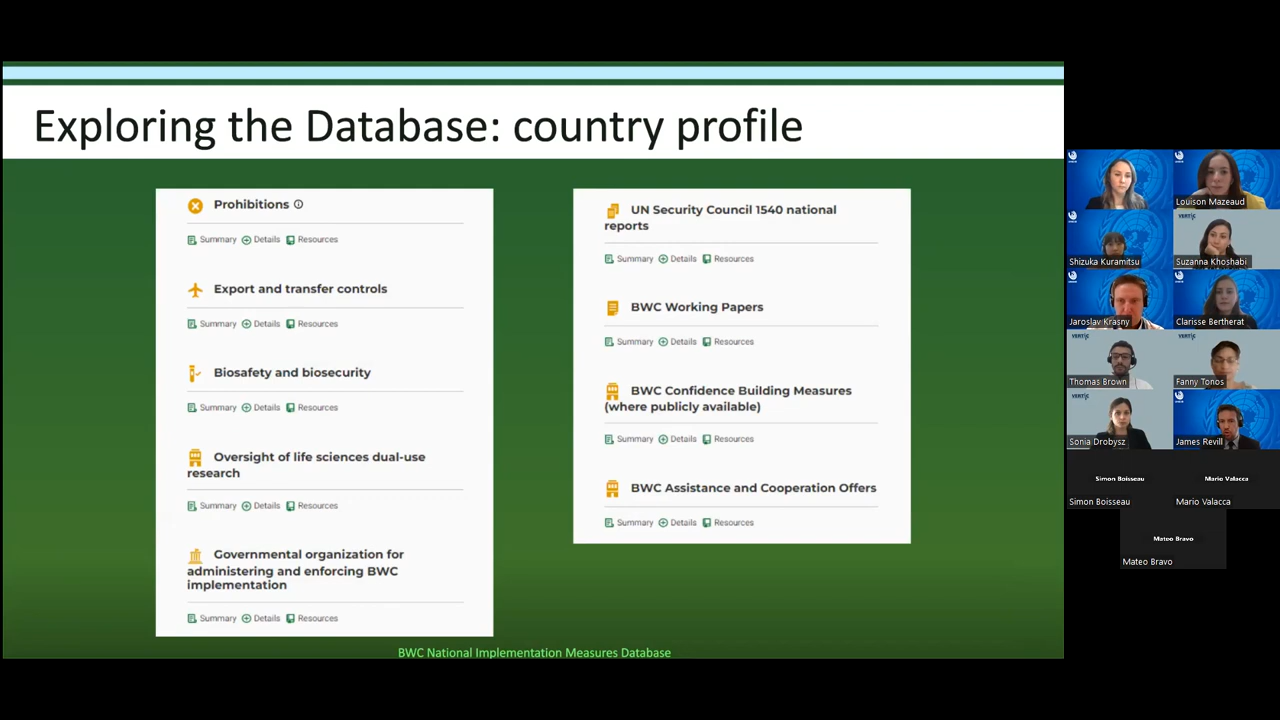 Exploring the Database: country profile
Prohibitions
Summary Details Resources
Export and transfer controls
Summary Details Resources
Biosafety and biosecurity
Summary Details Resources
Oversight of life sciences dual-use
research
Summary Details Resources
Governmental organization for
administering and enforcing BWC
implementation
Summary Details Resources
UN Security Council 1540 national
reports
Summary Details Resources
BWC Working Papers
Summary Details Resources
BWC Confidence Building Measures
(where publicly available)
Summary Details Resources
BWC Assistance and Cooperation Offers
Summary Details Resources
BWC National Implementation Measures Database
Louison Mazeaud
Shizuka Kuramitsu
VERTIC
Suzanna Khoshabi
Jaroslav Krasny
Clarisse Bertherat
VERTIC
Thomas Brown
VERTIC
Fanny Tonos
VERTIC
Sonia Drobysz
James Revill
Simon Boisseau
Simon Boisseau
Mario Valacca
Mario Valacca
Mateo Bravo
Mateo Bravo